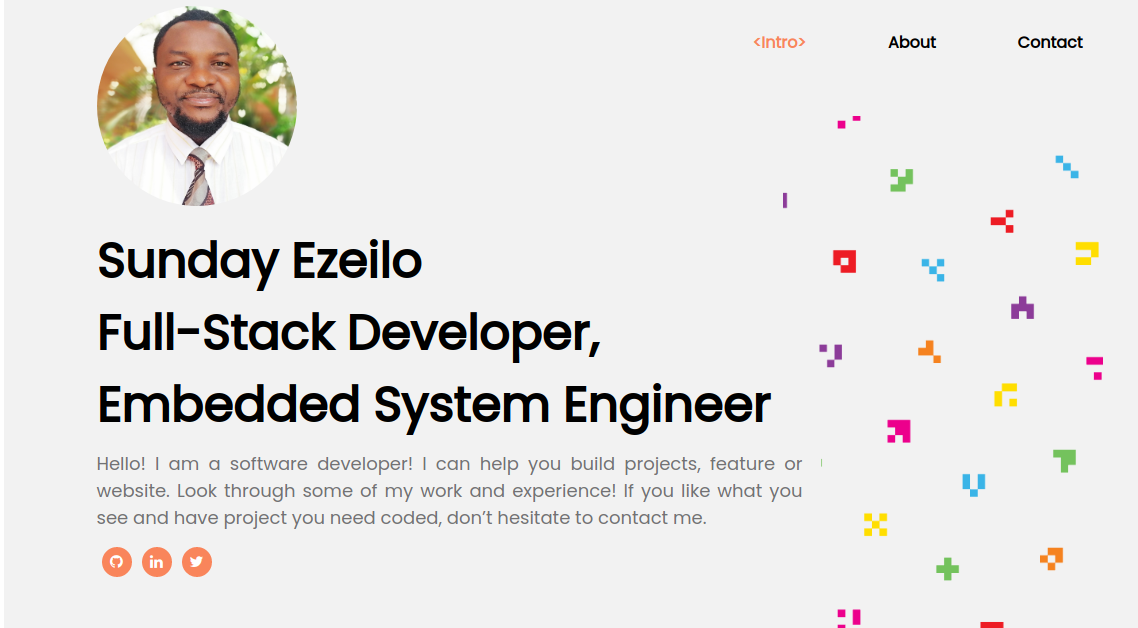 <Intro> About Contact
Sunday Ezeilo
Full-Stack Developer,
Embedded System Engineer
Hello! I am a software developer! I can help you build projects, feature or
website. Look through some of my work and experience! If you like what you
see and have project you need coded, don’t hesitate to contact me.
in